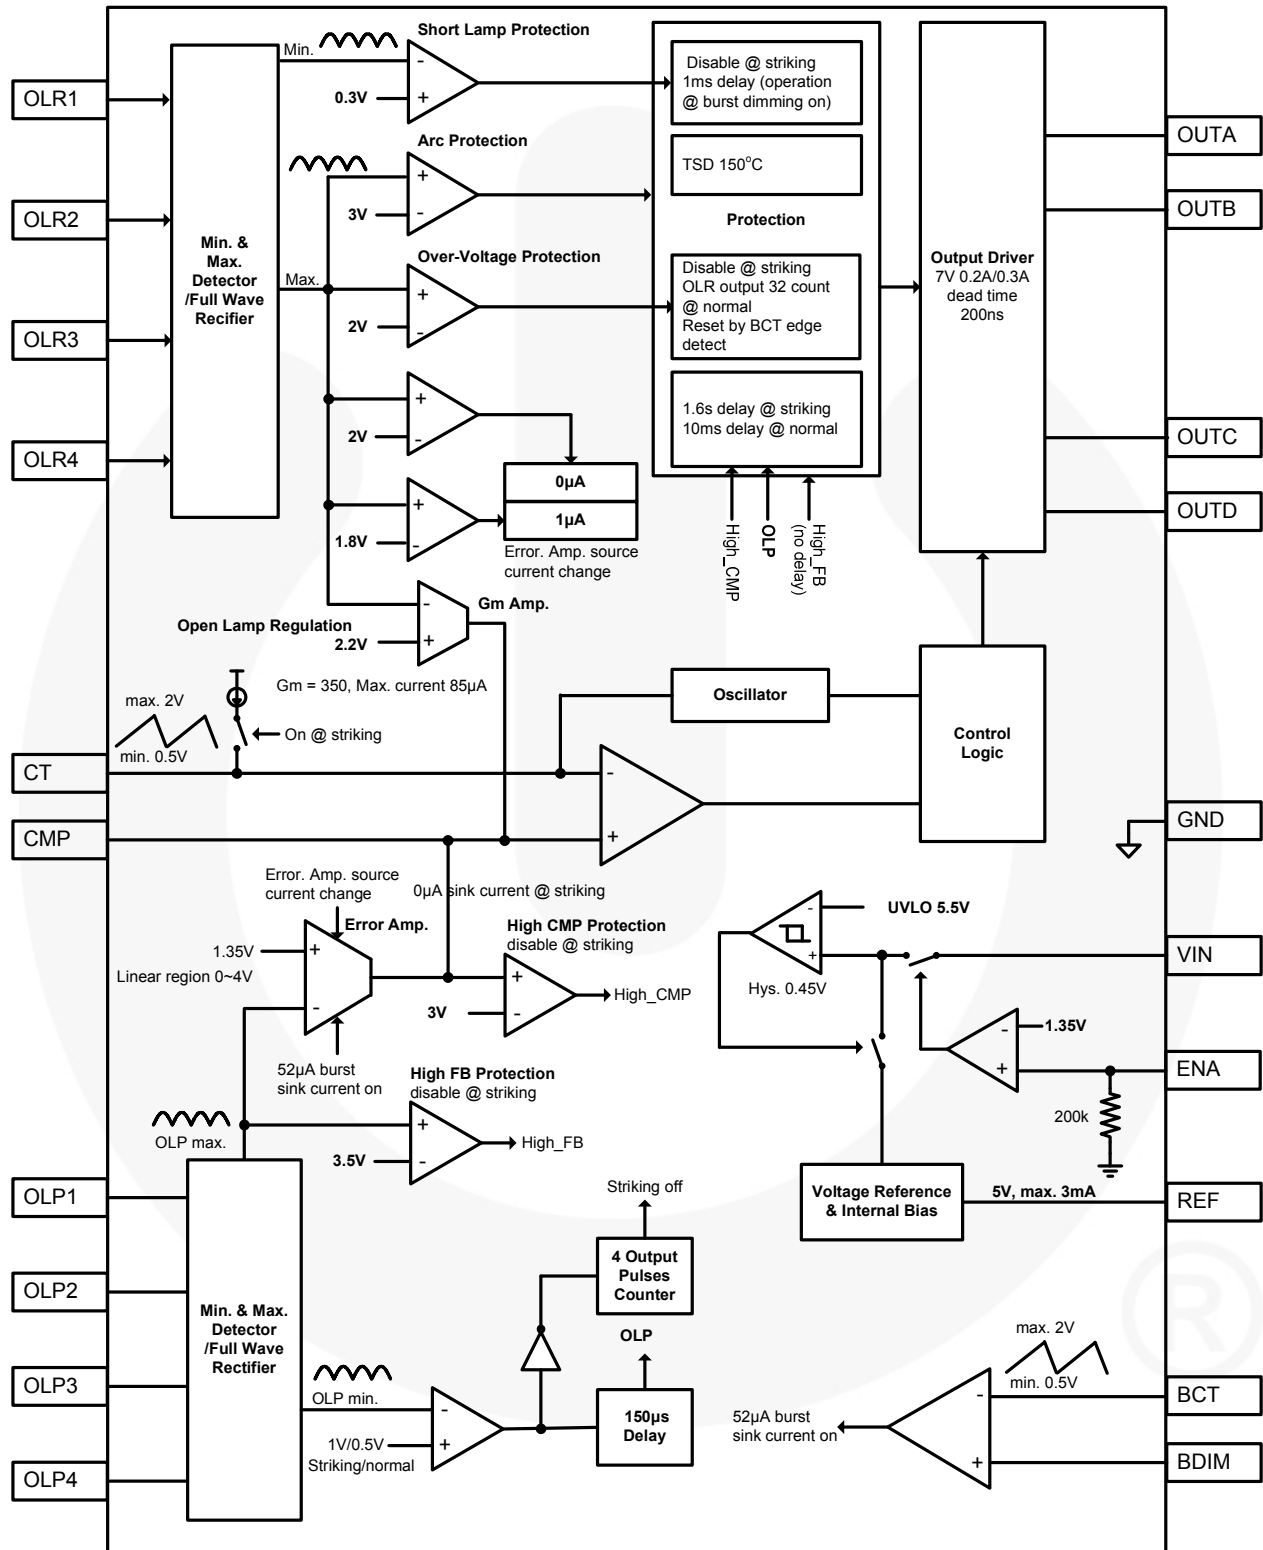 Short Lamp Protection
Min.
-
0.3V
+
Disable @ striking
1ms delay (operation
@ burst dimming on)
OLR1
OUTA
Arc Protection
+
3V
-
TSD 150°C
OLR2
OUTB
Protection
Min. &
Max.
Detector
/Full Wave
Recifier
Max.
Over-Voltage Protection
+
2V
-
Disable @ striking
OLR output 32 count
@ normal
Reset by BCT edge
detect
Output Driver
7V 0.2A/0.3A
dead time
200ns
OLR3
+
2V
-
1.6s delay @ striking
10ms delay @ normal
OUTC
OLR4
0µA
1µA
Error. Amp. source
current change
+
1.8V
-
High_CMP
OLP
High_FB
(no delay)
OUTD
-
+
Gm Amp.
Open Lamp Regulation
2.2V
Gm = 350, Max. current 85µA
max. 2V
min. 0.5V
On @ striking
Oscillator
Control
Logic
CT
-
CMP
+
GND
Error. Amp. source
current change
0µA sink current @ striking
Error Amp.
1.35V
+
Linear region 0~4V
-
High CMP Protection
disable @ striking
+
3V
-
High_CMP
-
UVLO 5.5V
+
Hys. 0.45V
VIN
-
1.35V
+
ENA
200k
52µA burst
sink current on
High FB Protection
disable @ striking
OLP max.
+
3.5V
-
High_FB
OLP1
Striking off
Voltage Reference
& Internal Bias
5V, max. 3mA
REF
4 Output
Pulses
Counter
OLP2
Min. & Max.
Detector
/Full Wave
Rectifier
OLP
®
max. 2V
min. 0.5V
OLP3
OLP min.
-
1V/0.5V
+
Striking/normal
150µs
Delay
52µA burst
sink current on
-
BCT
+
BDIM
OLP4